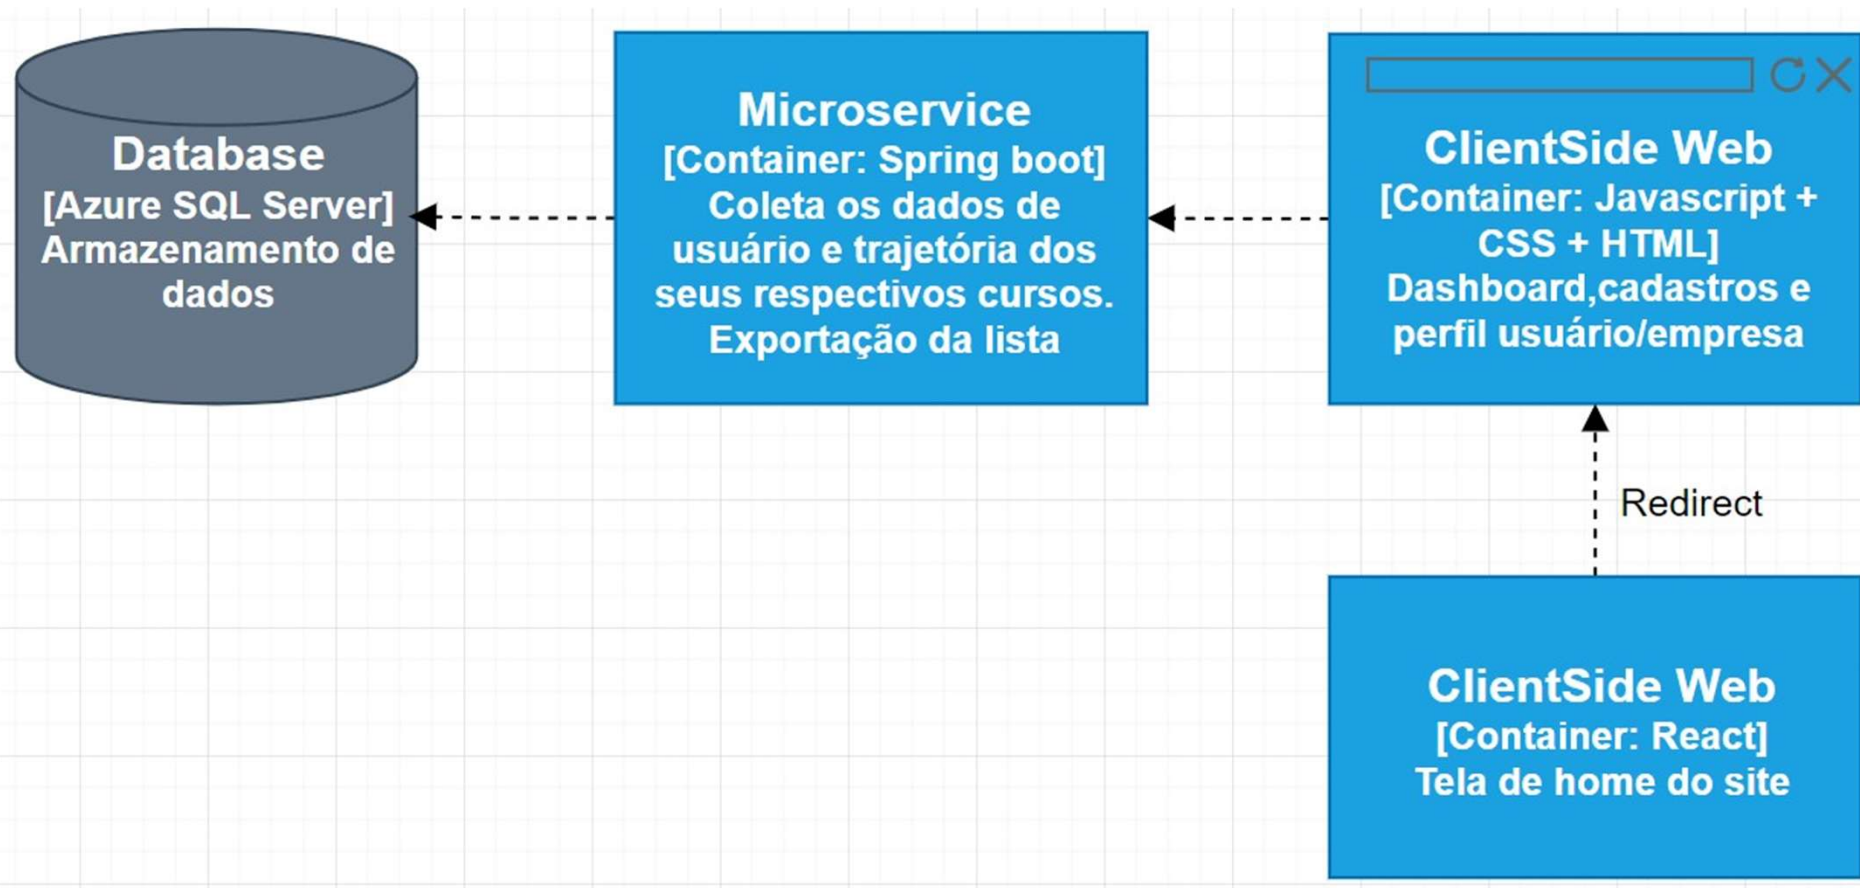 Database
[Azure SQL Server]
Armazenamento de
dados
Microservice
[Container: Spring boot]
Coleta os dados de
usuário e trajetória dos
seus respectivos cursos.
Exportação da lista
ClientSide Web
[Container: Javascript +
CSS + HTML]
Dashboard,cadastros e
perfil usuário/empresa
Redirect
ClientSide Web
[Container: React]
Tela de home do site